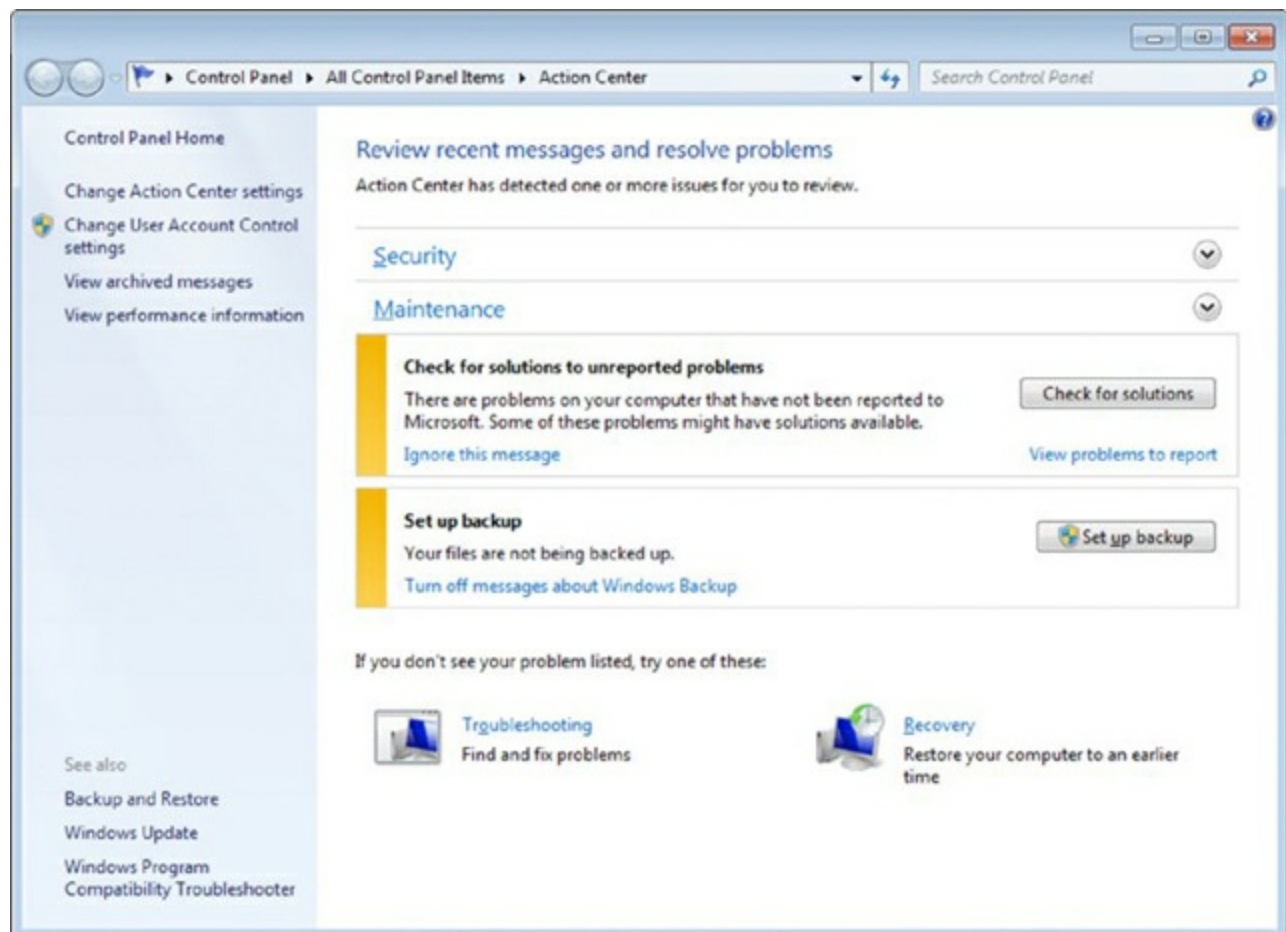 Control Panel ▸ All Control Panel Items ▸ Action Center
Search Control Panel
Control Panel Home
Change Action Center settings
Change User Account Control
settings
View archived messages
View performance information
See also
Backup and Restore
Windows Update
Windows Program
Compatibility Troubleshooter
Review recent messages and resolve problems
Action Center has detected one or more issues for you to review.
Security
Maintenance
Check for solutions to unreported problems
There are problems on your computer that have not been reported to
Microsoft. Some of these problems might have solutions available.
Check for solutions
Ignore this message
View problems to report
Set up backup
Your files are not being backed up.
Set up backup
Turn off messages about Windows Backup
If you don't see your problem listed, try one of these:
Troubleshooting
Find and fix problems
Recovery
Restore your computer to an earlier
time